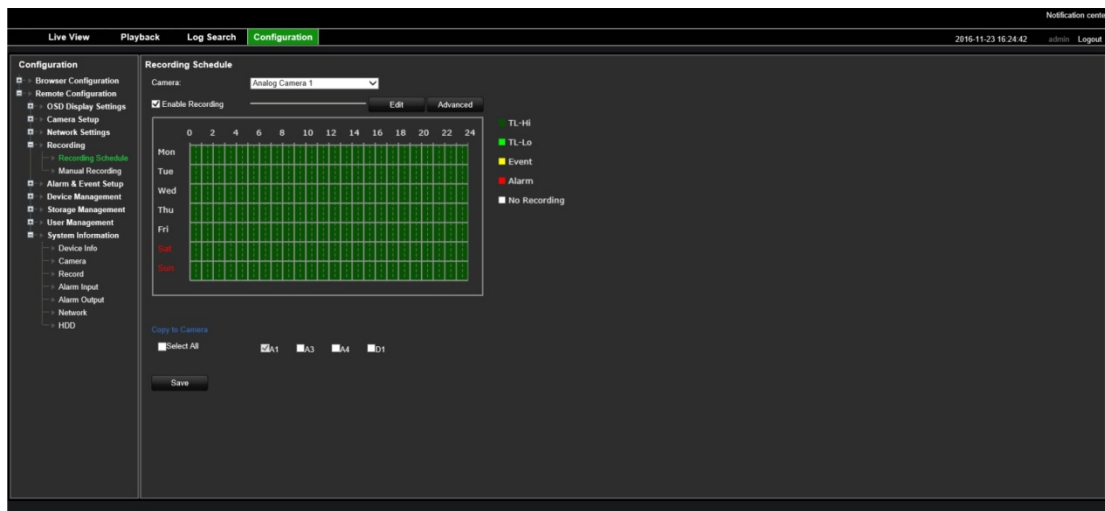 Notification cente
Live View Playback Log Search Configuration 2016-11-23 16:24:42 admin Logout
Configuration
Browser Configuration
Remote Configuration
OSD Display Settings
Camera Setup
Network Settings
Recording
Recording Schedule
Manual Recording
Alarm & Event Setup
Device Management
Storage Management
User Management
System Information
Device Info
Camera
Record
Alarm Input
Alarm Output
Network
HDD
Recording Schedule
Camera: Analog Camera 1
Enable Recording Edit Advanced
0 2 4 6 8 10 12 14 16 18 20 22 24
Mon
Tue
Wed
Thu
Fri
Sat
Sun
TL-Hi
TL-Lo
Event
Alarm
No Recording
Copy to Camera
Select All A1 A3 A4 D1
Save